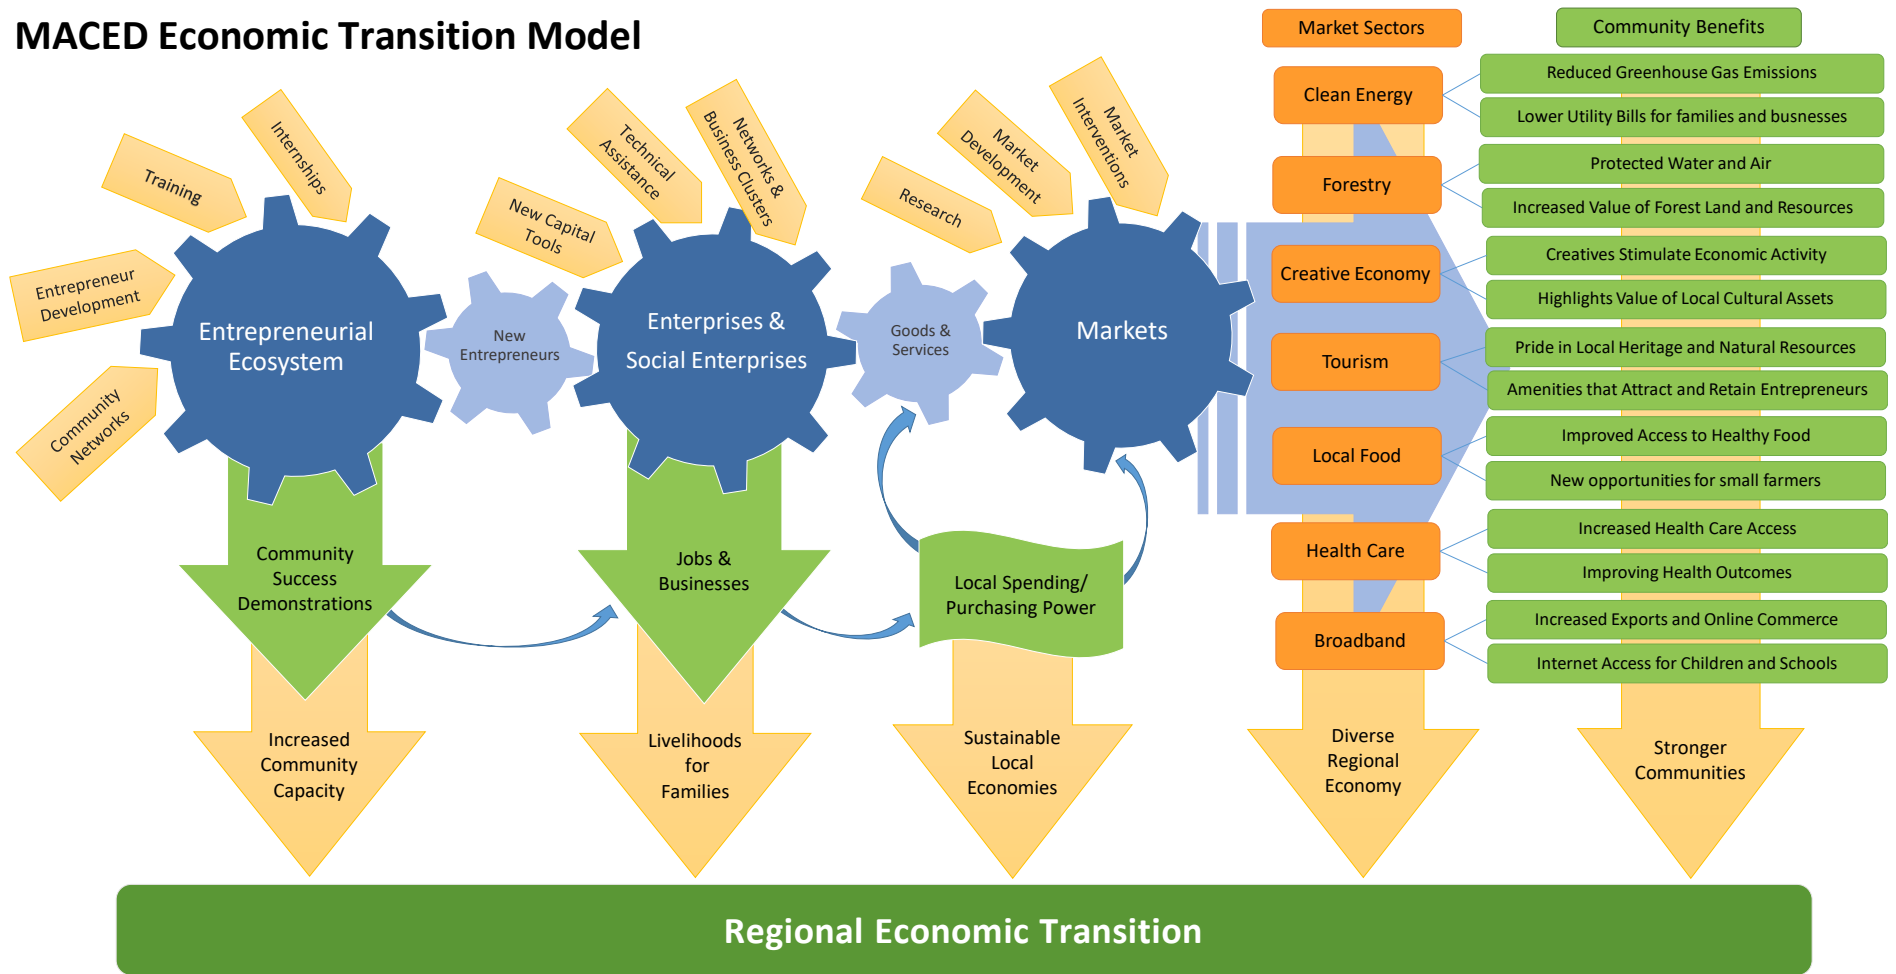 MACED Economic Transition Model
Market Sectors
Community Benefits
Internships
Training
Entrepreneur
Development
Community
Networks
Entrepreneurial
Ecosystem
New
Entrepreneurs
New Capital
Tools
Technical
Assistance
Networks &
Business Clusters
Enterprises &
Social Enterprises
Goods &
Services
Research
Market
Development
Market
Interventions
Markets
Clean Energy
Reduced Greenhouse Gas Emissions
Lower Utility Bills for families and busnesses
Forestry
Protected Water and Air
Increased Value of Forest Land and Resources
Creative Economy
Creatives Stimulate Economic Activity
Highlights Value of Local Cultural Assets
Tourism
Pride in Local Heritage and Natural Resources
Amenities that Attract and Retain Entrepreneurs
Local Food
Improved Access to Healthy Food
New opportunities for small farmers
Health Care
Increased Health Care Access
Improving Health Outcomes
Broadband
Increased Exports and Online Commerce
Internet Access for Children and Schools
Community
Success
Demonstrations
Jobs &
Businesses
Local Spending/
Purchasing Power
Increased
Community
Capacity
Livelihoods
for
Families
Sustainable
Local
Economies
Diverse
Regional
Economy
Stronger
Communities
Regional Economic Transition